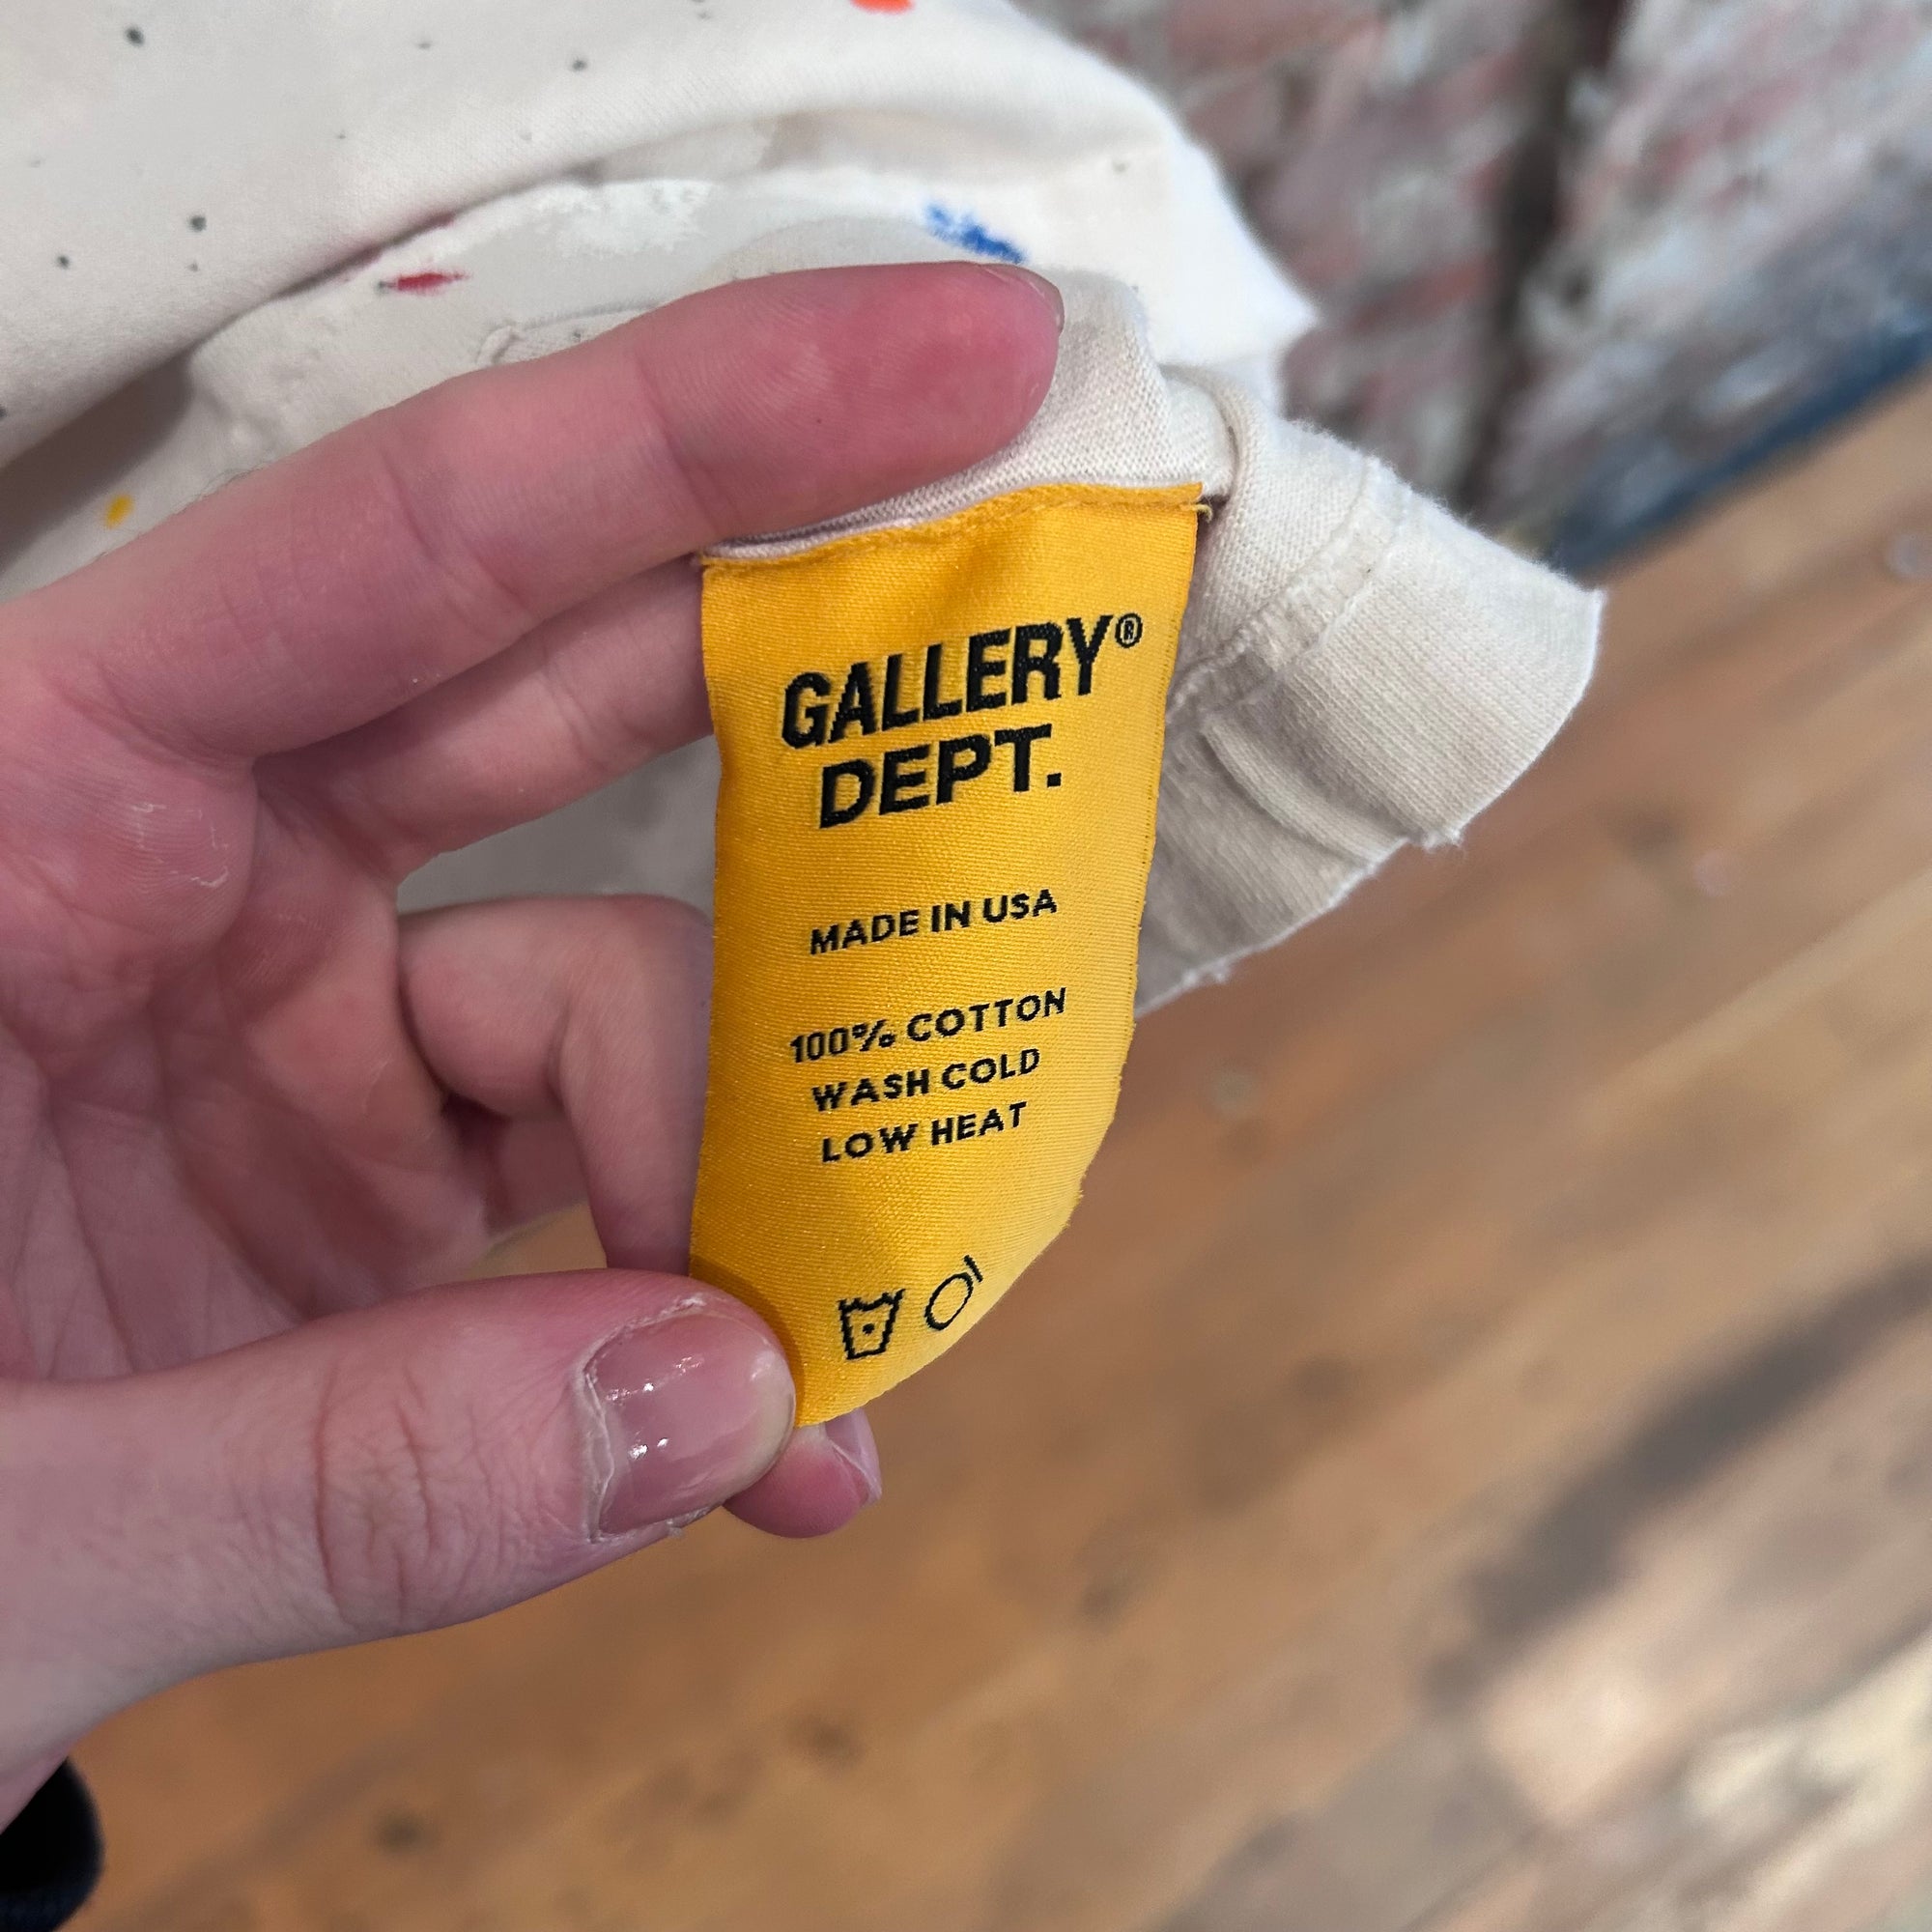 GALLERY®
DEPT.
MADE IN USA
100% COTTON
WASH COLD
LOW HEAT